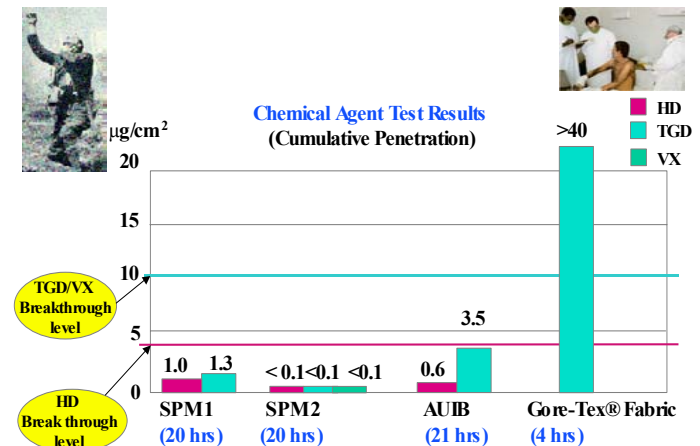 Chemical Agent Test Results
(Cumulative Penetration)
µg/cm²
HD
TGD
VX
>40
20
15
10
5
0
TGD/VX
Breakthrough
level
HD
Break through
level
1.0
1.3
< 0.1
<0.1
<0.1
0.6
3.5
SPM1
SPM2
AUIB
Gore-Tex® Fabric
(20 hrs)
(20 hrs)
(21 hrs)
(4 hrs)